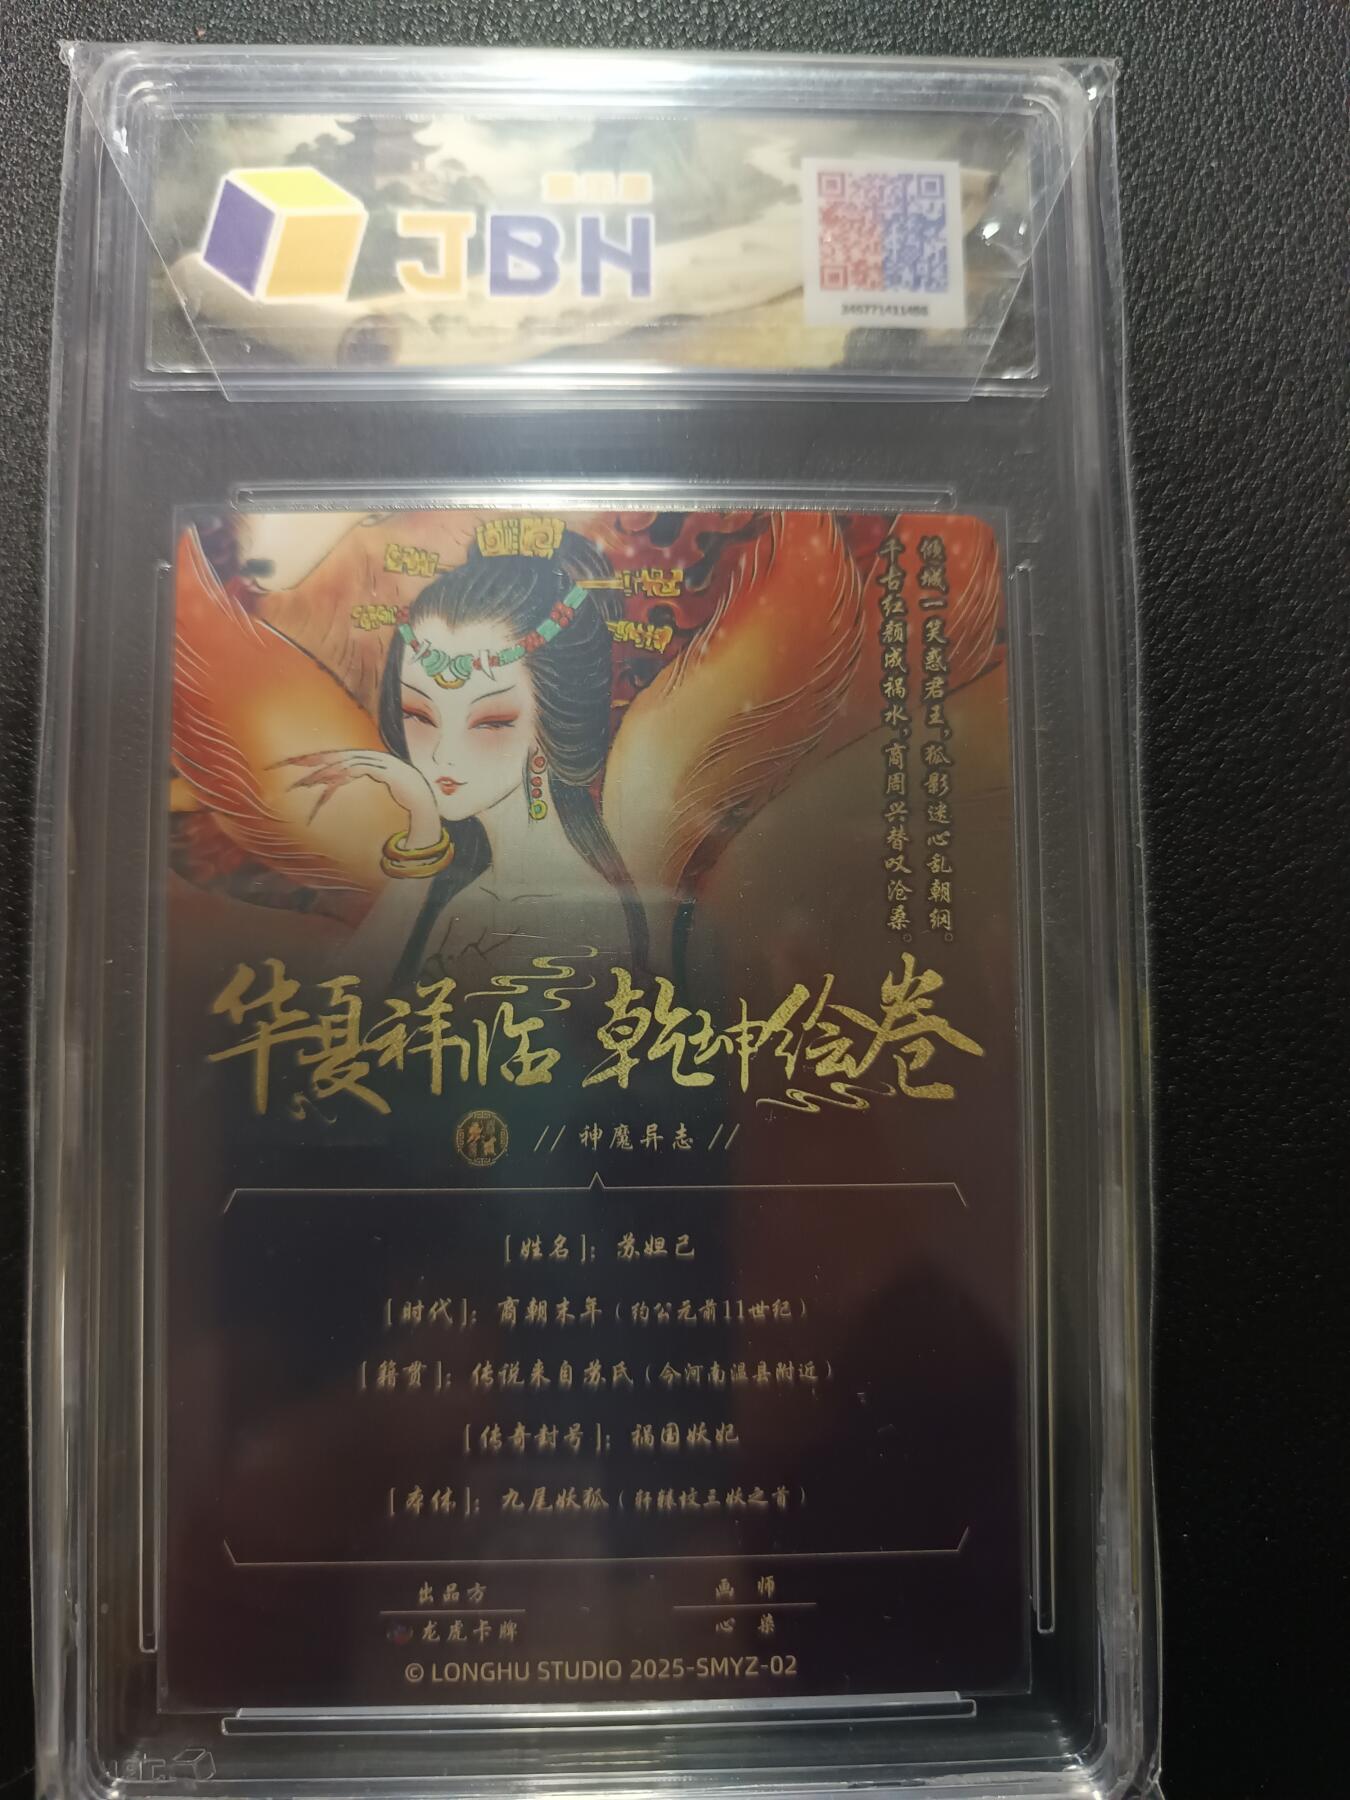 JBH
倾城一笑惑君王，狐影迷心乱朝纲。
千古红颜成祸水，商周兴替叹沧桑。
华夏祥临 乾坤绘卷
// 神魔异志 //
[姓名]：苏妲己
[时代]：商朝末年（约公元前11世纪）
[籍贯]：传说来自苏氏（今河南温县附近）
[传奇封号]：祸国妖妃
[本体]：九尾妖狐（轩辕坟三妖之首）
出品方 画 师
龙虎卡牌 心 柒
© LONGHU STUDIO 2025-SMYZ-02